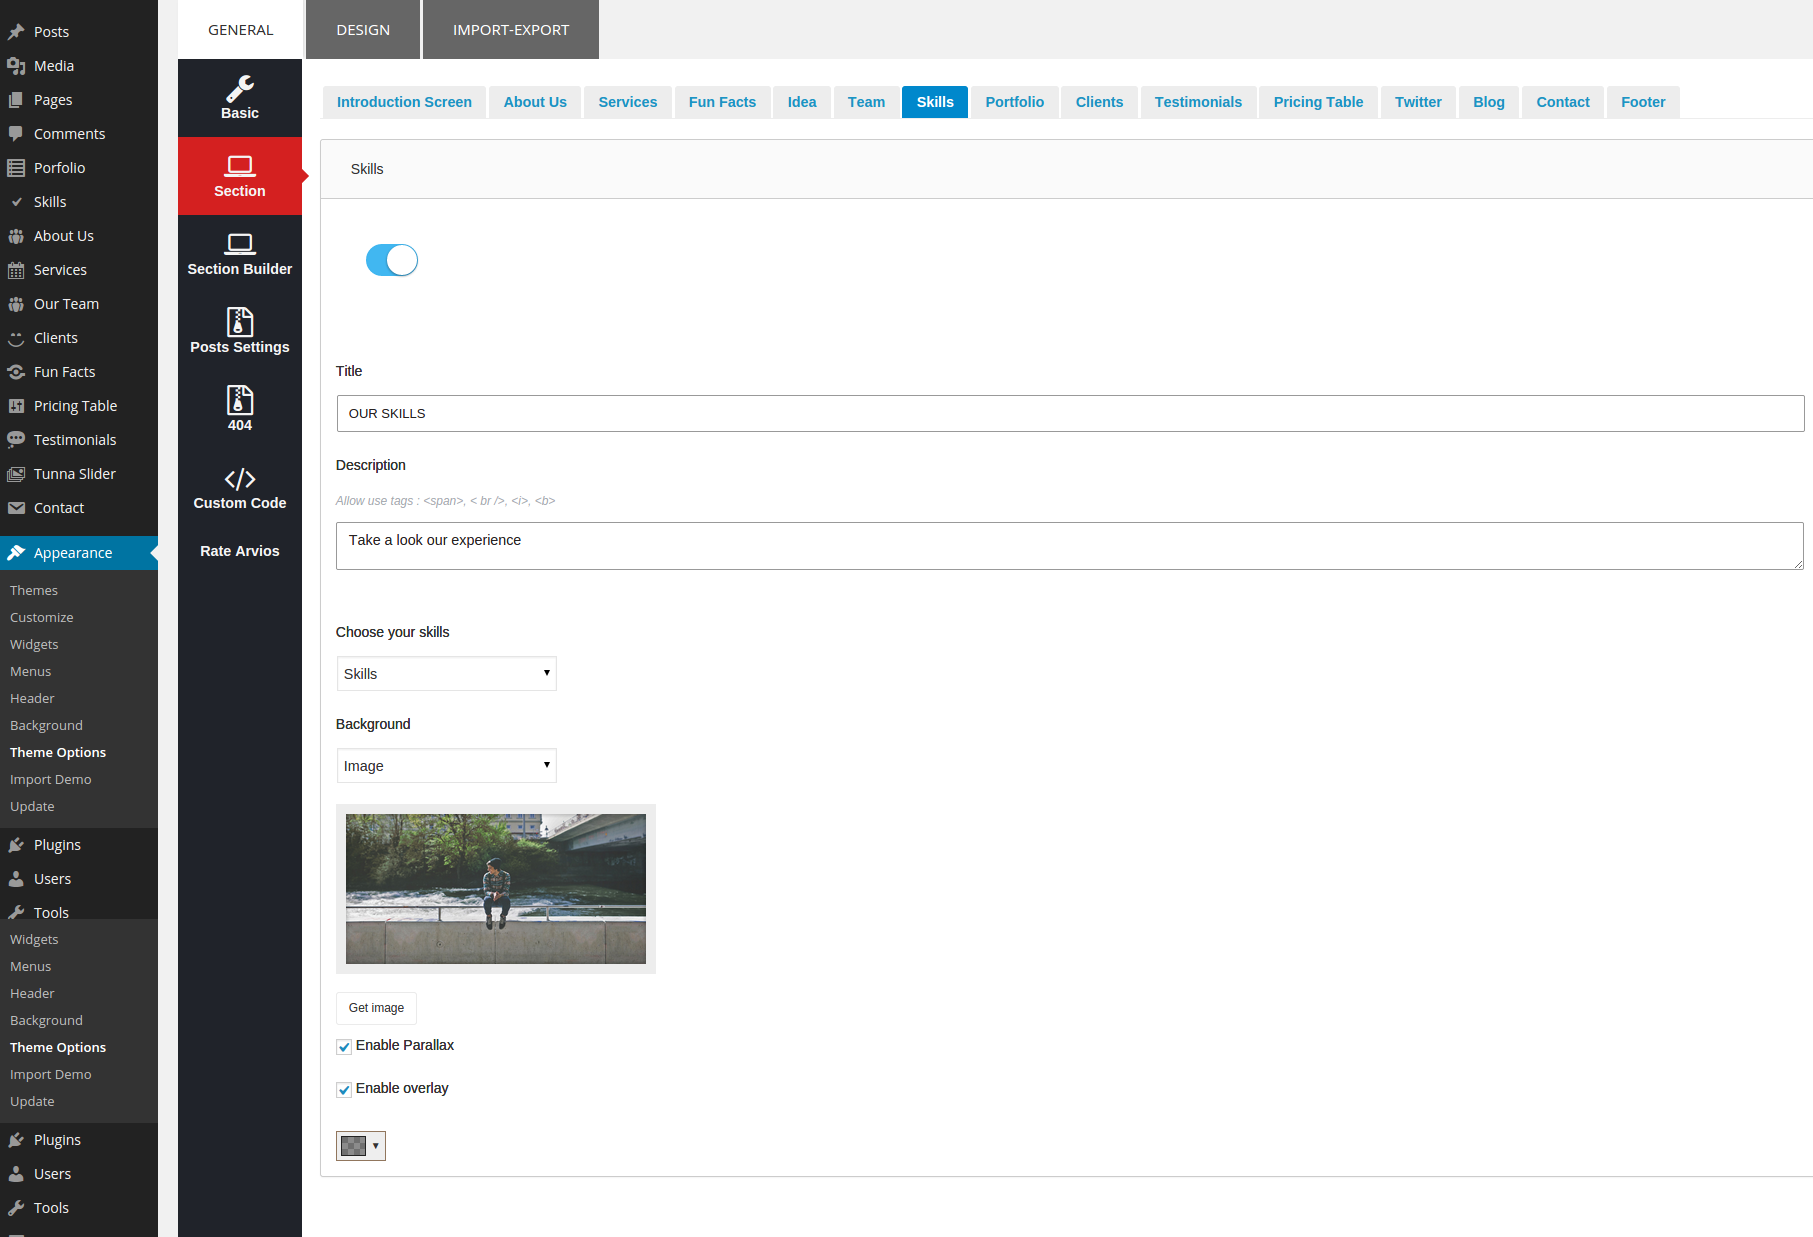 Posts
Media
Pages
Comments
Porfolio
Skills
About Us
Services
Our Team
Clients
Fun Facts
Pricing Table
Testimonials
Tunna Slider
Contact
Appearance
Themes
Customize
Widgets
Menus
Header
Background
Theme Options
Import Demo
Update
Plugins
Users
Tools
Widgets
Menus
Header
Background
Theme Options
Import Demo
Update
Plugins
Users
Tools
GENERAL DESIGN IMPORT-EXPORT
Basic
Section
Section Builder
Posts Settings
404
Custom Code
Rate Arvios
Introduction Screen About Us Services Fun Facts Idea Team Skills Portfolio Clients Testimonials Pricing Table Twitter Blog Contact Footer
Skills
Title
OUR SKILLS
Description
Allow use tags : <span>, < br />, <i>, <b>
Take a look our experience
Choose your skills
Skills
Background
Image
Get image
Enable Parallax
Enable overlay